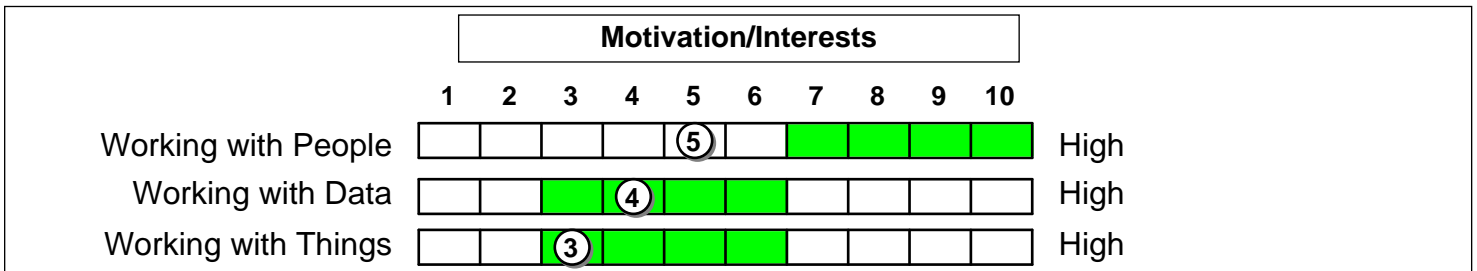 Motivation/Interests
1 2 3 4 5 6 7 8 9 10
Working with People 5 High
Working with Data 4 High
Working with Things 3 High